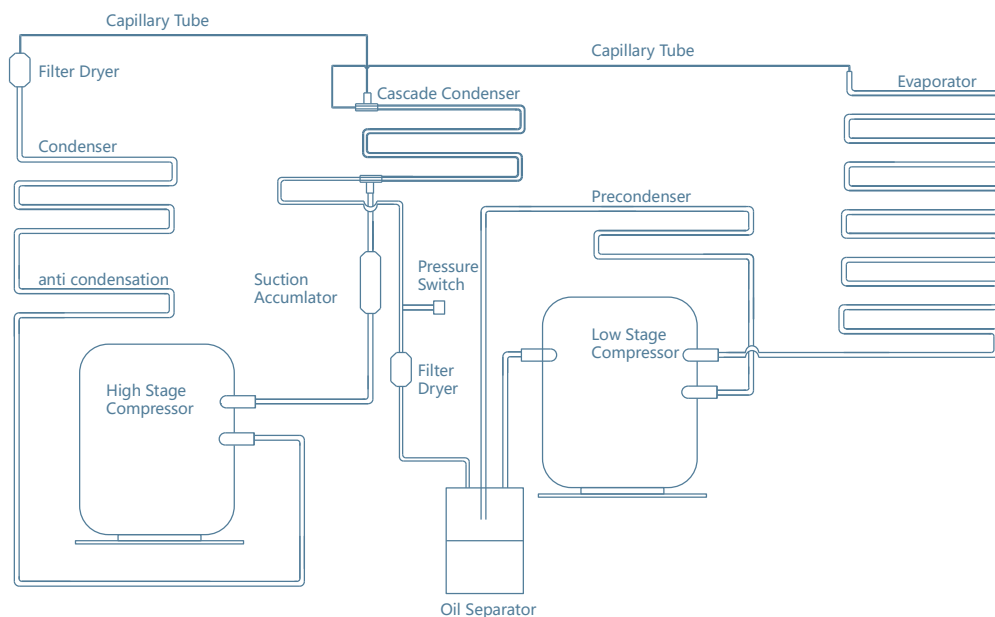 Capillary Tube
Capillary Tube
Filter Dryer
Evaporator
Cascade Condenser
Condenser
Precondenser
anti condensation
Suction
Accumlator
Pressure
Switch
Low Stage
Compressor
High Stage
Compressor
Filter
Dryer
Oil Separator